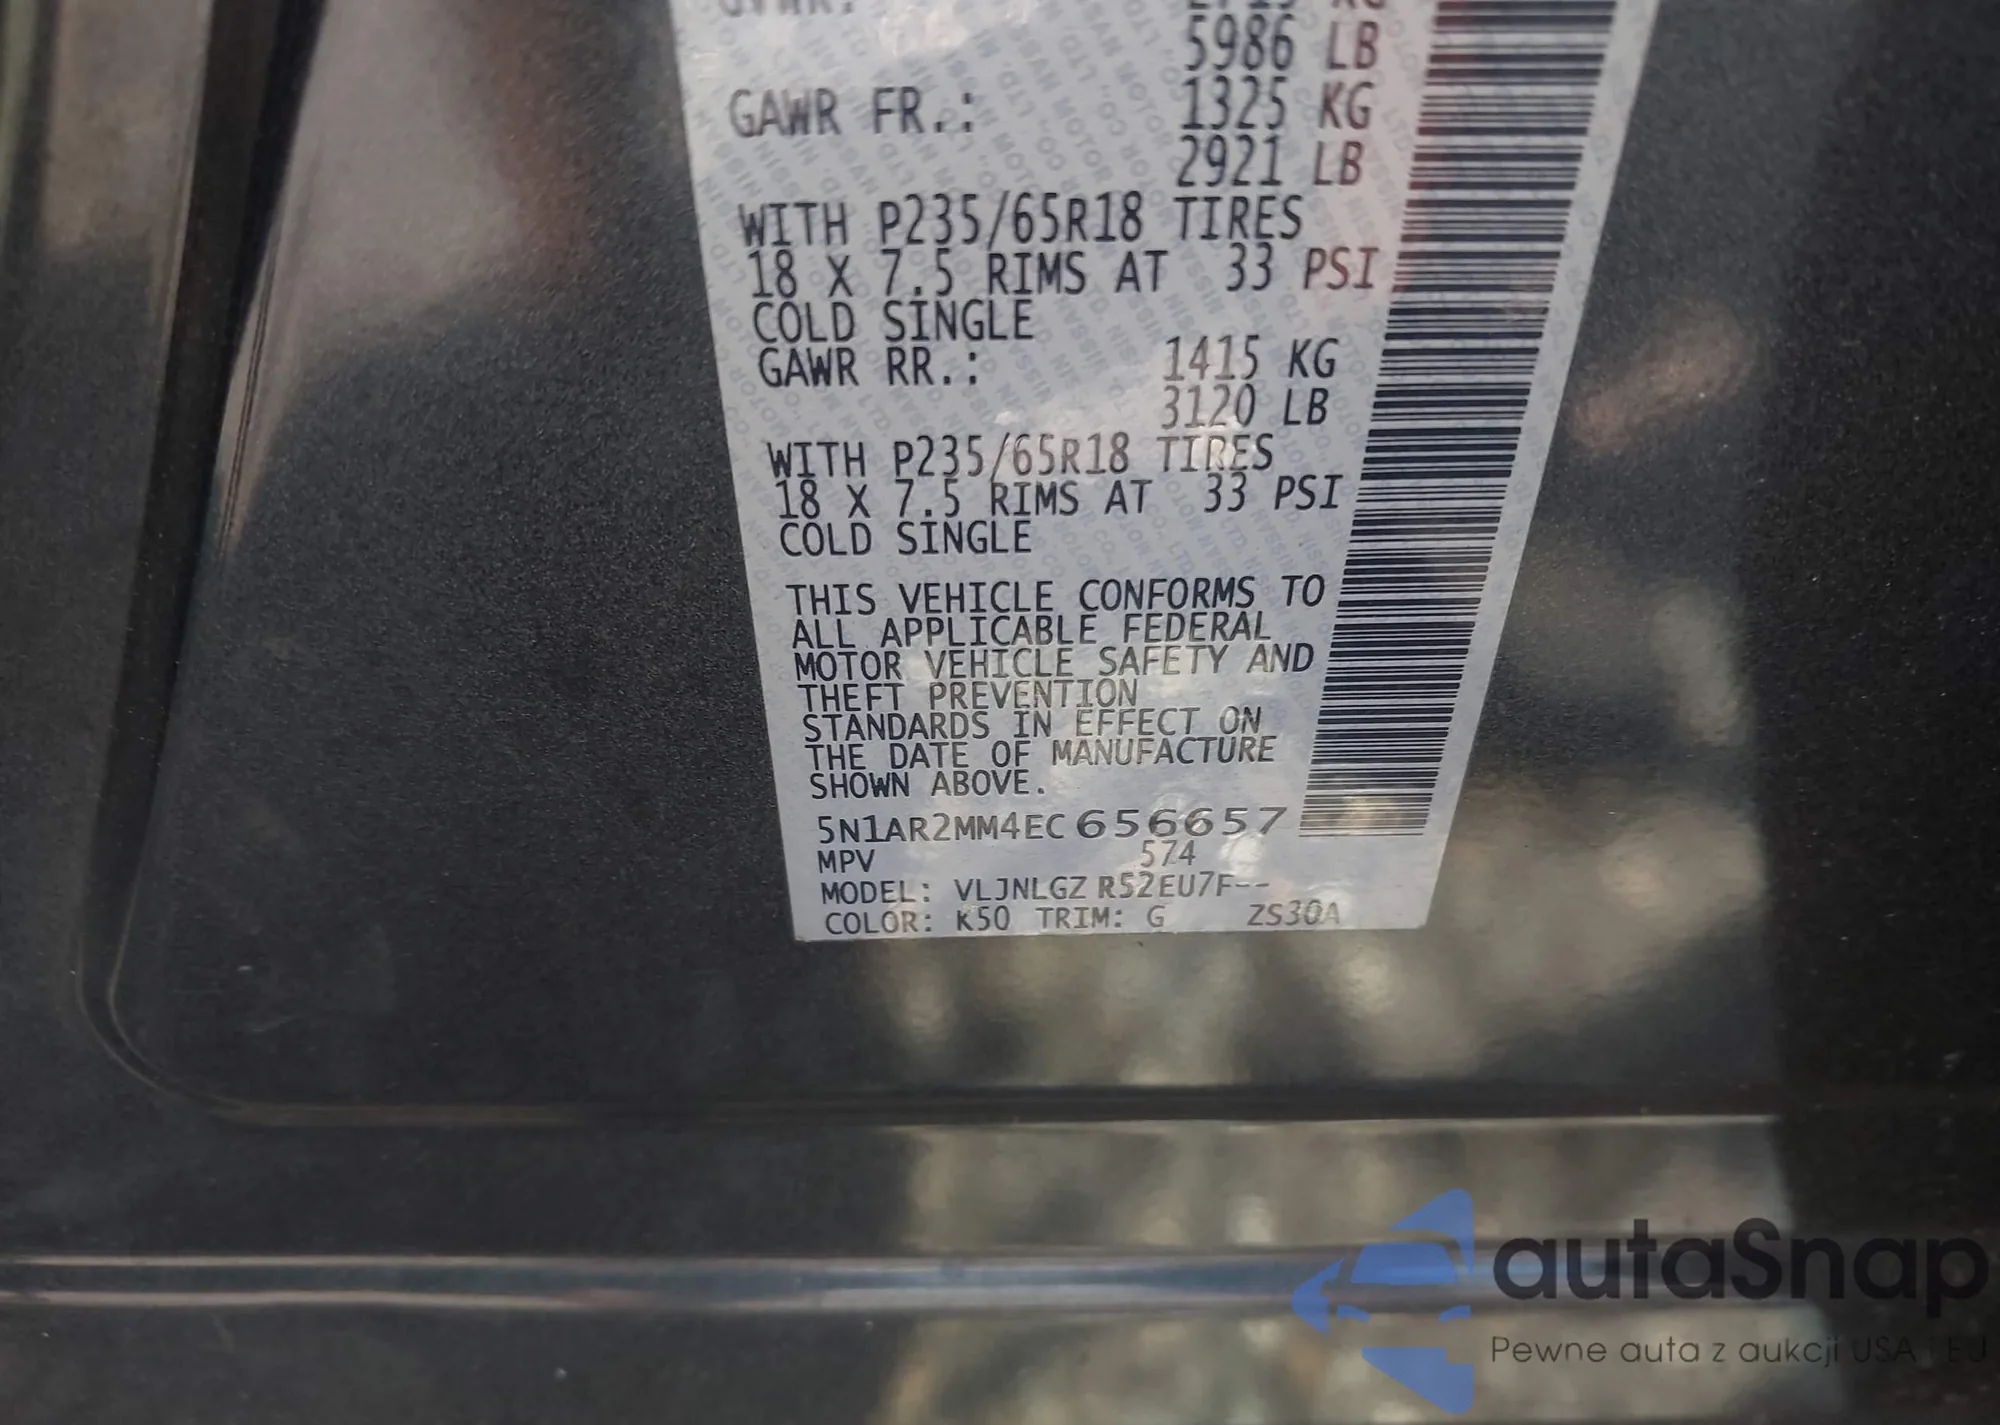 GVWR:
5986 LB
GAWR FR.: 1325 KG
2921 LB
WITH P235/65R18 TIRES
18 X 7.5 RIMS AT 33 PSI
COLD SINGLE
GAWR RR.: 1415 KG
3120 LB
WITH P235/65R18 TIRES
18 X 7.5 RIMS AT 33 PSI
COLD SINGLE
THIS VEHICLE CONFORMS TO
ALL APPLICABLE FEDERAL
MOTOR VEHICLE SAFETY AND
THEFT PREVENTION
STANDARDS IN EFFECT ON
THE DATE OF MANUFACTURE
SHOWN ABOVE.
5N1AR2MM4EC656657
MPV 574
MODEL: VLJNLGZ R52EU7F--
COLOR: K50 TRIM: G ZS30A
autaSnap
Pewne auta z aukcji USA i EU